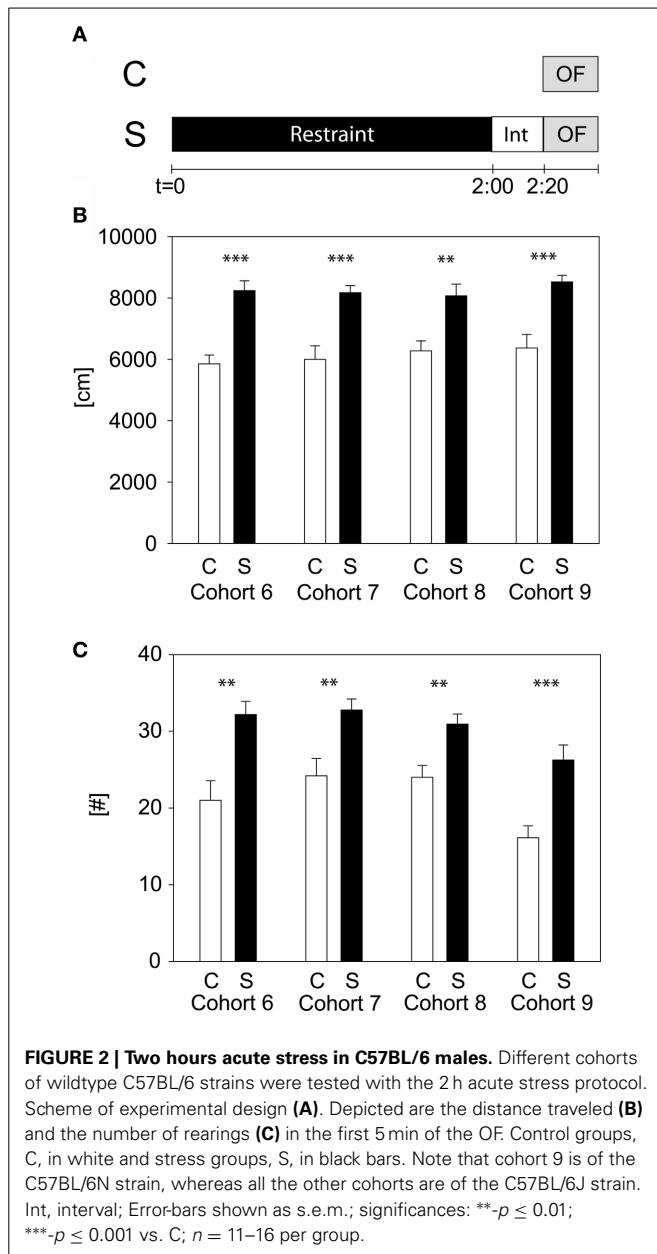 A
C
OF
S
Restraint
Int
OF
t=0
2:00
2:20
B
10000
8000
6000
4000
2000
0
[cm]
***
***
**
***
C S C S C S C S
Cohort 6 Cohort 7 Cohort 8 Cohort 9
C
40
30
20
10
0
[#]
**
**
**
***
C S C S C S C S
Cohort 6 Cohort 7 Cohort 8 Cohort 9
FIGURE 2 | Two hours acute stress in C57BL/6 males. Different cohorts
of wildtype C57BL/6 strains were tested with the 2 h acute stress protocol.
Scheme of experimental design (A). Depicted are the distance traveled (B)
and the number of rearings (C) in the first 5 min of the OF. Control groups,
C, in white and stress groups, S, in black bars. Note that cohort 9 is of the
C57BL/6N strain, whereas all the other cohorts are of the C57BL/6J strain.
Int, interval; Error-bars shown as s.e.m.; significances: **-p ≤ 0.01;
***-p ≤ 0.001 vs. C; n = 11–16 per group.